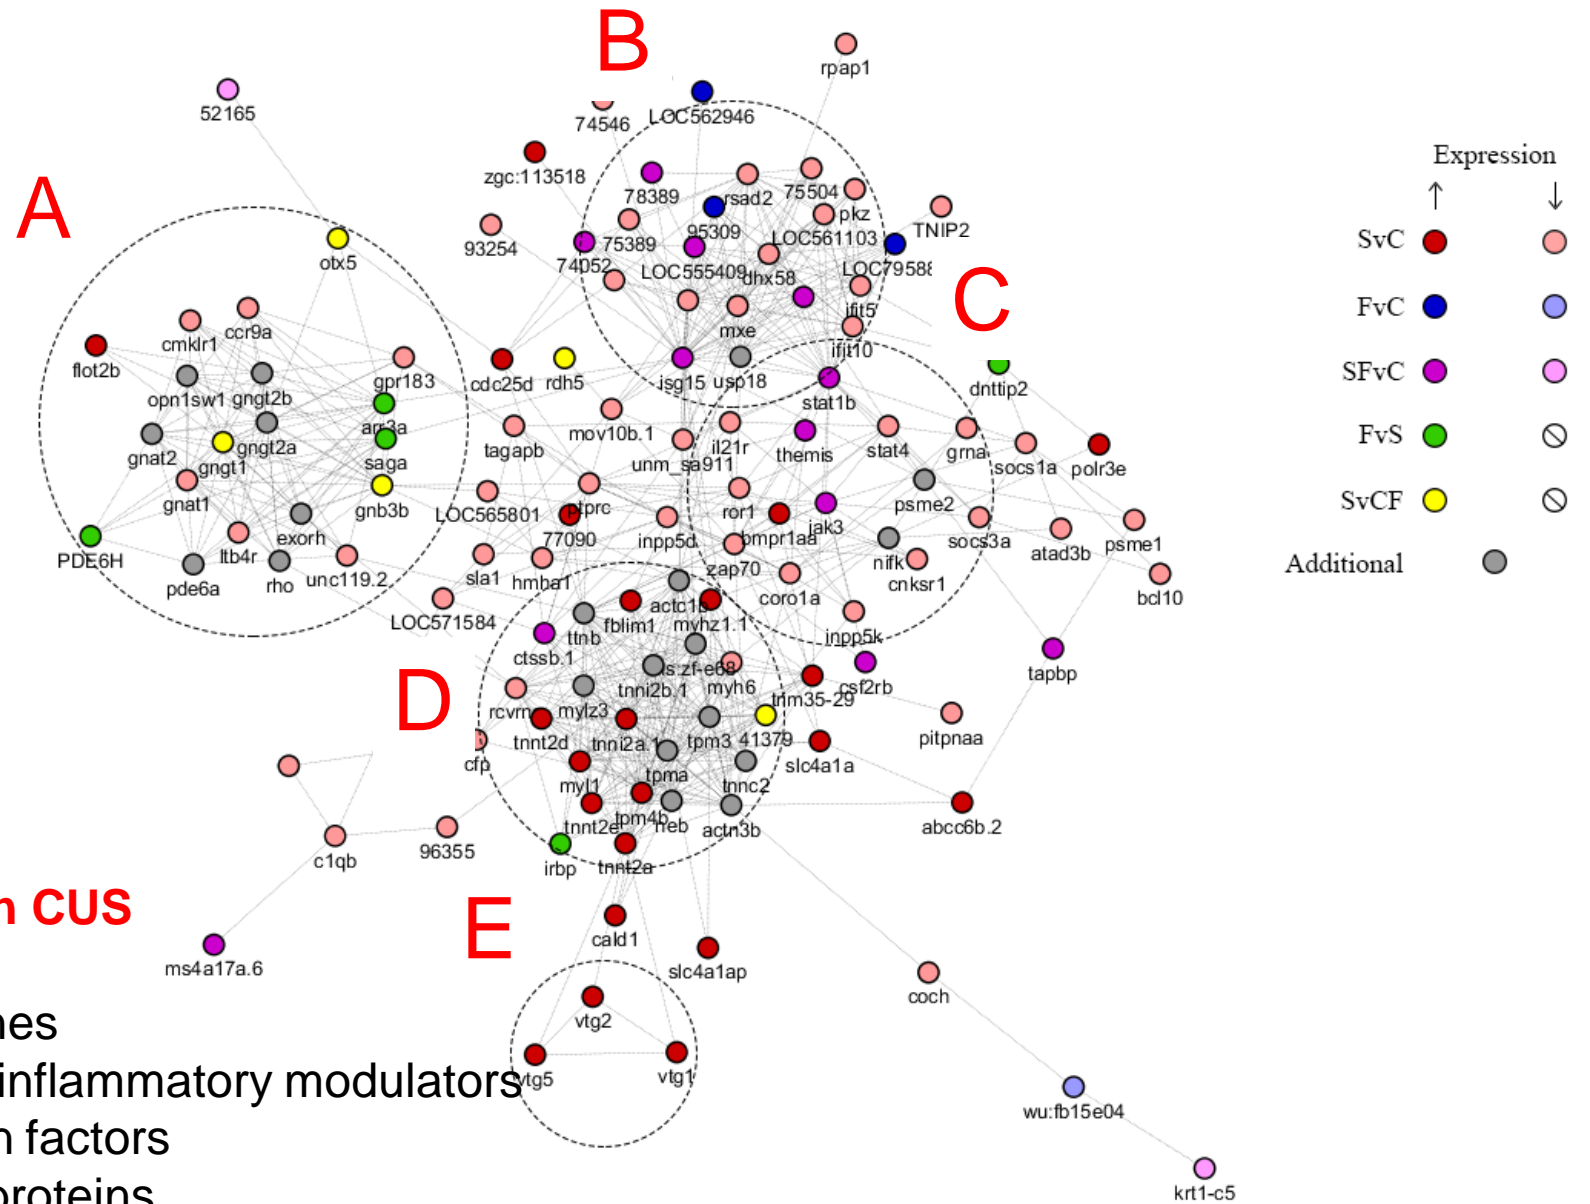 B
rpap1
52165
LOC562946
74546
Expression
zgc:113518
A
78389
rsad2
75504
pkz
95309
LOC561103
TNIP2
93254
75389
SvC
74052
LOC555409
dhx58
LOC79588
otx5
C
FvC
ifit5
mxe
ccr9a
cmklr1
ifit10
flot2b
gpr183
cdc25d
rdh5
isg15
usp18
SFvC
opn1sw1
gngt2b
stat1b
dnttip2
arr3a
mov10b.1
gngt2a
tagapb
il21r
themis
stat4
grna
FvS
gnat2
gngt1
saga
unm_sa911
socs1a
polr3e
gnat1
gnb3b
LOC565801
ptprc
ror1
psme2
SvCF
exorh
77090
inpp5d
bmpr1aa
jak3
socs3a
atad3b
psme1
PDE6H
ltb4r
pde6a
rho
unc119.2
sla1
hmha1
zap70
nifk
cnksr1
Additional
coro1a
bcl10
LOC571584
actc1b
fblim1
myhz1.1
inpp5k
ttnb
ctssb.1
D
is:zf-e68
tnni2b.1
myh6
csf2rb
tapbp
trim35-29
rcvrn
mylz3
tnnt2d
tnni2a.1
tpm3
41379
pitpnaa
cfp
tpma
slc4a1a
myl1
tnnc2
tnnt2e
tpm4b
neb
actn3b
abcc6b.2
c1qb
96355
irbp
tnnt2a
n CUS
E
cald1
ms4a17a.6
slc4a1ap
coch
vtg2
nes
inflammatory modulators
vtg5
vtg1
wu:fb15e04
n factors
proteins
krt1-c5